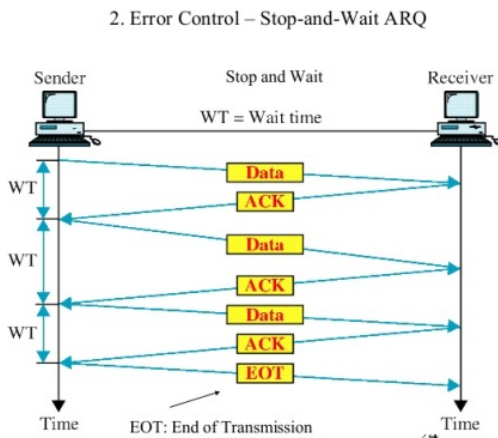 2. Error Control – Stop-and-Wait ARQ
Sender
Stop and Wait
Receiver
WT = Wait time
Data
WT
ACK
Data
WT
ACK
Data
WT
ACK
EOT
Time
EOT: End of Transmission
Time